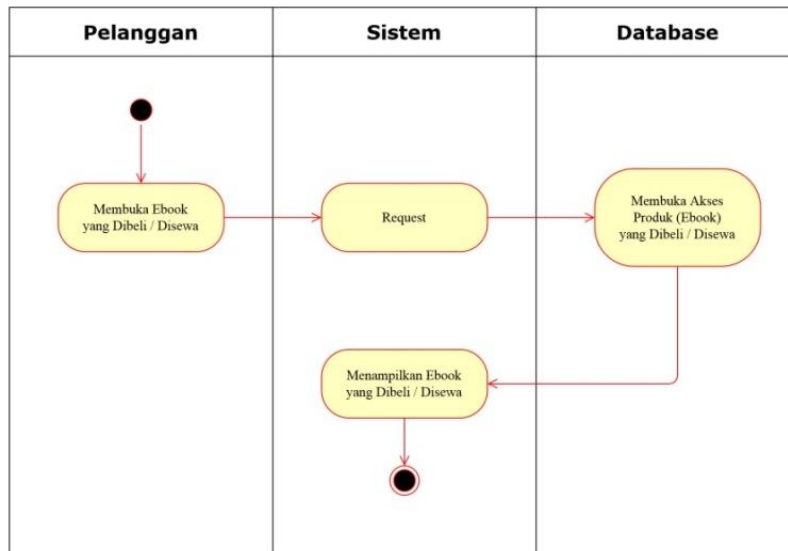 Pelanggan
Sistem
Database
Membuka Ebook
yang Dibeli / Disewa
Request
Membuka Akses
Produk (Ebook)
yang Dibeli / Disewa
Menampilkan Ebook
yang Dibeli / Disewa